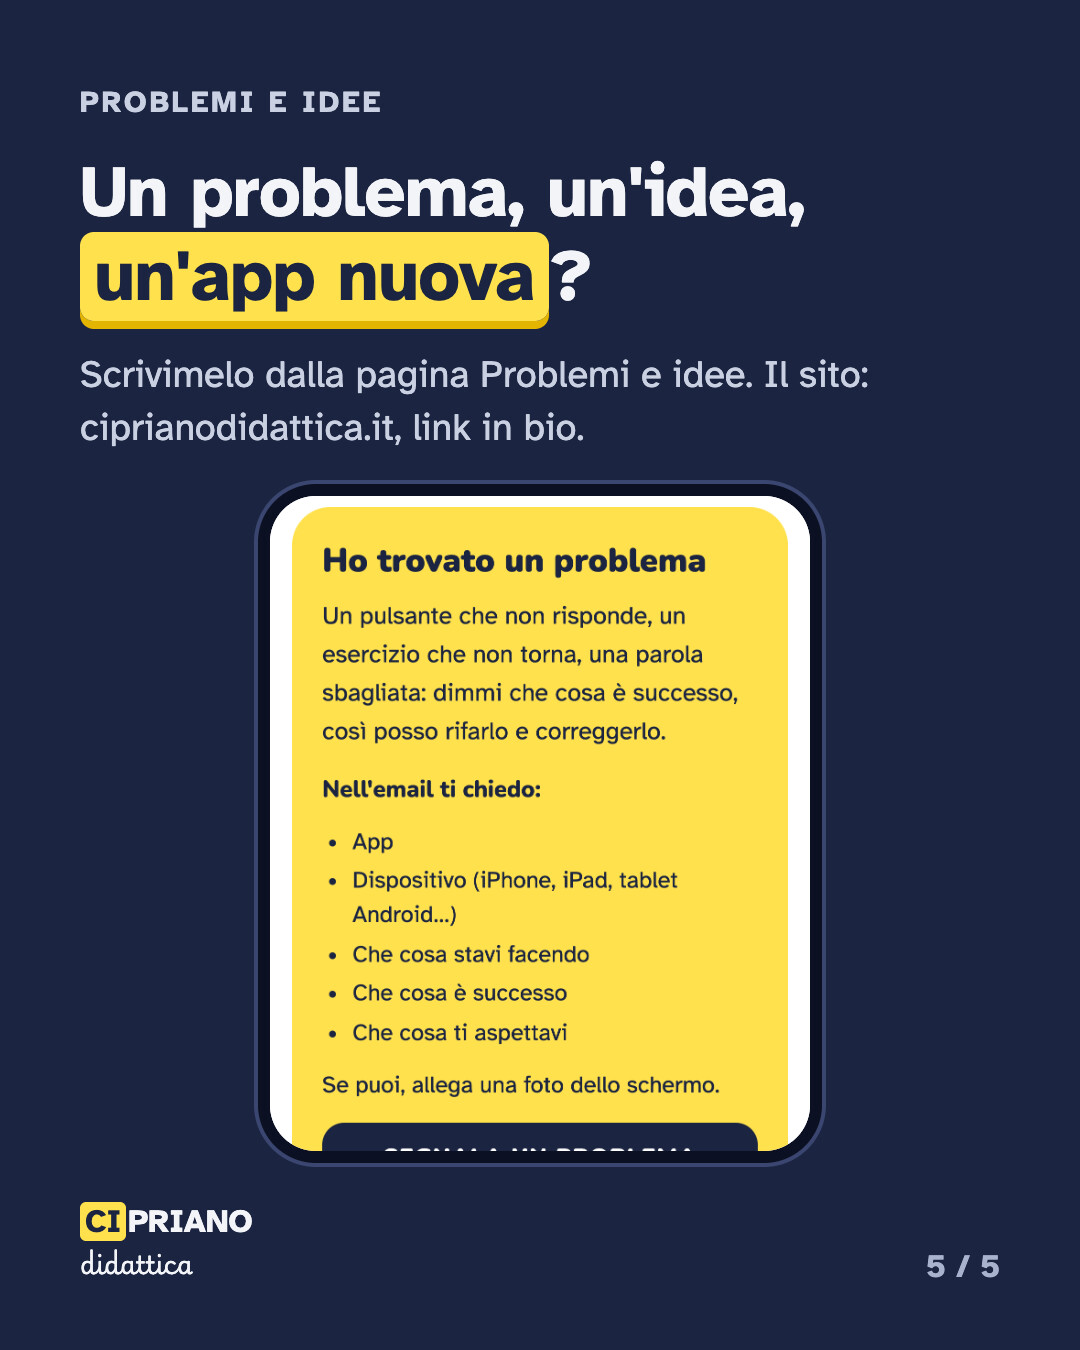 PROBLEMI E IDEE
Un problema, un'idea,
un'app nuova?
Scrivimelo dalla pagina Problemi e idee. Il sito:
ciprianodidattica.it, link in bio.
Ho trovato un problema
Un pulsante che non risponde, un
esercizio che non torna, una parola
sbagliata: dimmi che cosa è successo,
così posso rifarlo e correggerlo.
Nell'email ti chiedo:
• App
• Dispositivo (iPhone, iPad, tablet
Android...)
• Che cosa stavi facendo
• Che cosa è successo
• Che cosa ti aspettavi
Se puoi, allega una foto dello schermo.
SEGNALA UN PROBLEMA
CIPRIANO
didattica
5 / 5